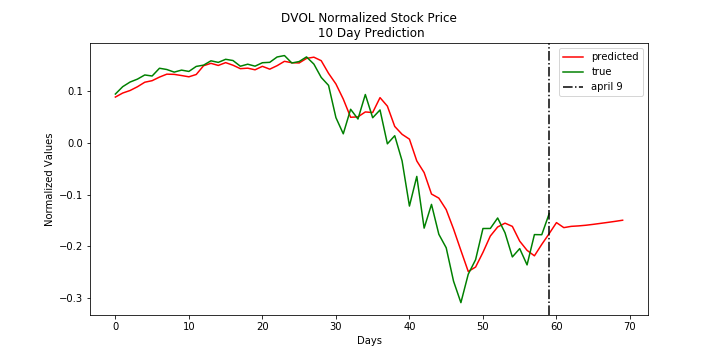 DVOL Normalized Stock Price
10 Day Prediction
predicted
true
april 9
Normalized Values
0.1
0.0
−0.1
−0.2
−0.3
0 10 20 30 40 50 60 70
Days